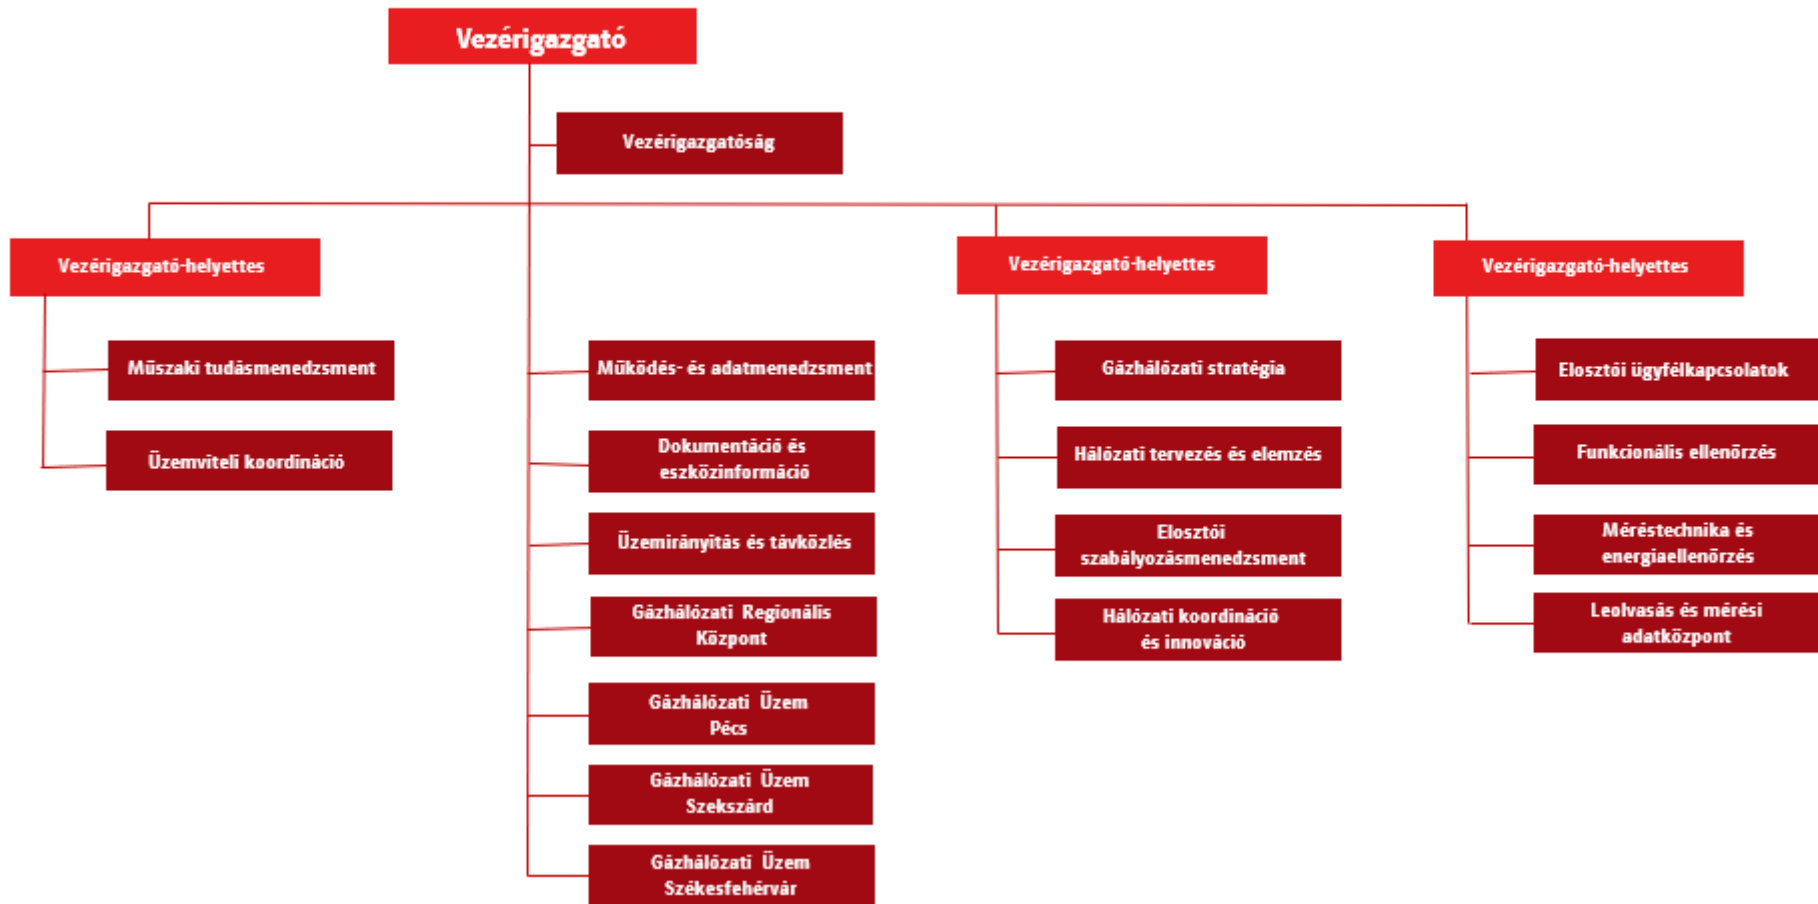 Vezérigazgató
Vezérigazgatóság
Vezérigazgató-helyettes
Műszaki tudásmenedzsment
Üzemviteli koordináció
Működés- és adatmenedzsment
Dokumentáció és
eszközinformáció
Üzemirányítás és távközlés
Gázhálózati Regionális
Központ
Gázhálózati Üzem
Pécs
Gázhálózati Üzem
Szekszárd
Gázhálózati Üzem
Székesfehérvár
Vezérigazgató-helyettes
Gázhálózati stratégia
Hálózati tervezés és elemzés
Elosztói
szabályozásmenedzsment
Hálózati koordináció
és innováció
Vezérigazgató-helyettes
Elosztói ügyfélkapcsolatok
Funkcionális ellenőrzés
Méréstechnika és
energiaellenőrzés
Leolvasás és mérési
adatközpont